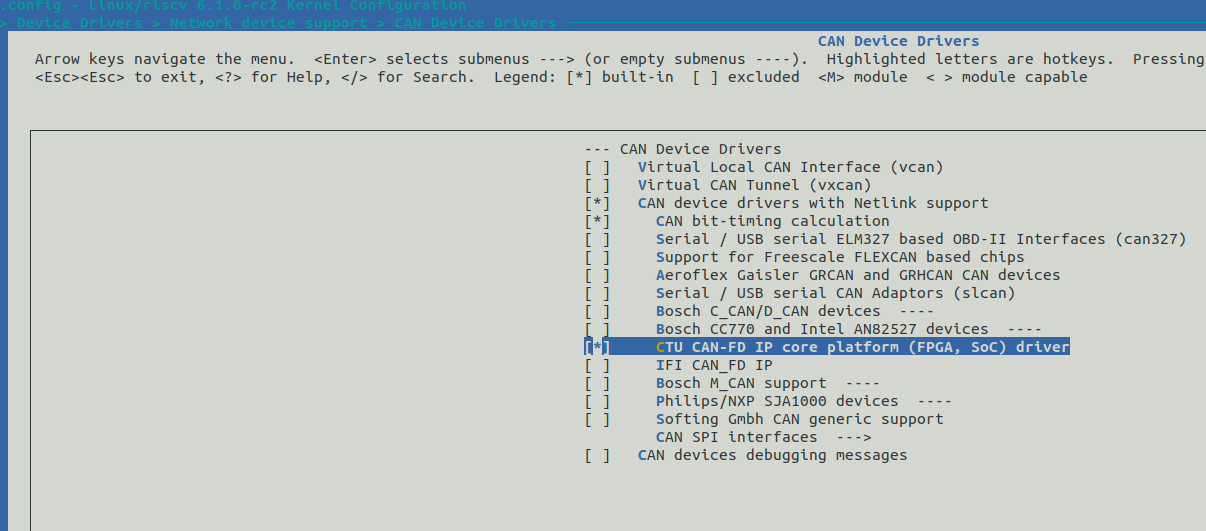 .config - Linux/riscv 6.1.0-rc2 Kernel Configuration
> Device Drivers > Network device support > CAN Device Drivers
CAN Device Drivers
Arrow keys navigate the menu.  <Enter> selects submenus ---> (or empty submenus ----).  Highlighted letters are hotkeys.  Pressing
<Esc><Esc> to exit, <?> for Help, </> for Search.  Legend: [*] built-in  [ ] excluded  <M> module  < > module capable
--- CAN Device Drivers
[ ]   Virtual Local CAN Interface (vcan)
[ ]   Virtual CAN Tunnel (vxcan)
[*]   CAN device drivers with Netlink support
[*]     CAN bit-timing calculation
[ ]     Serial / USB serial ELM327 based OBD-II Interfaces (can327)
[ ]     Support for Freescale FLEXCAN based chips
[ ]     Aeroflex Gaisler GRCAN and GRHCAN CAN devices
[ ]     Serial / USB serial CAN Adaptors (slcan)
[ ]     Bosch C_CAN/D_CAN devices  ----
[ ]     Bosch CC770 and Intel AN82527 devices  ----
[*]     CTU CAN-FD IP core platform (FPGA, SoC) driver
[ ]     IFI CAN_FD IP
[ ]     Bosch M_CAN support  ----
[ ]     Philips/NXP SJA1000 devices  ----
[ ]     Softing Gmbh CAN generic support
CAN SPI interfaces  --->
[ ]   CAN devices debugging messages